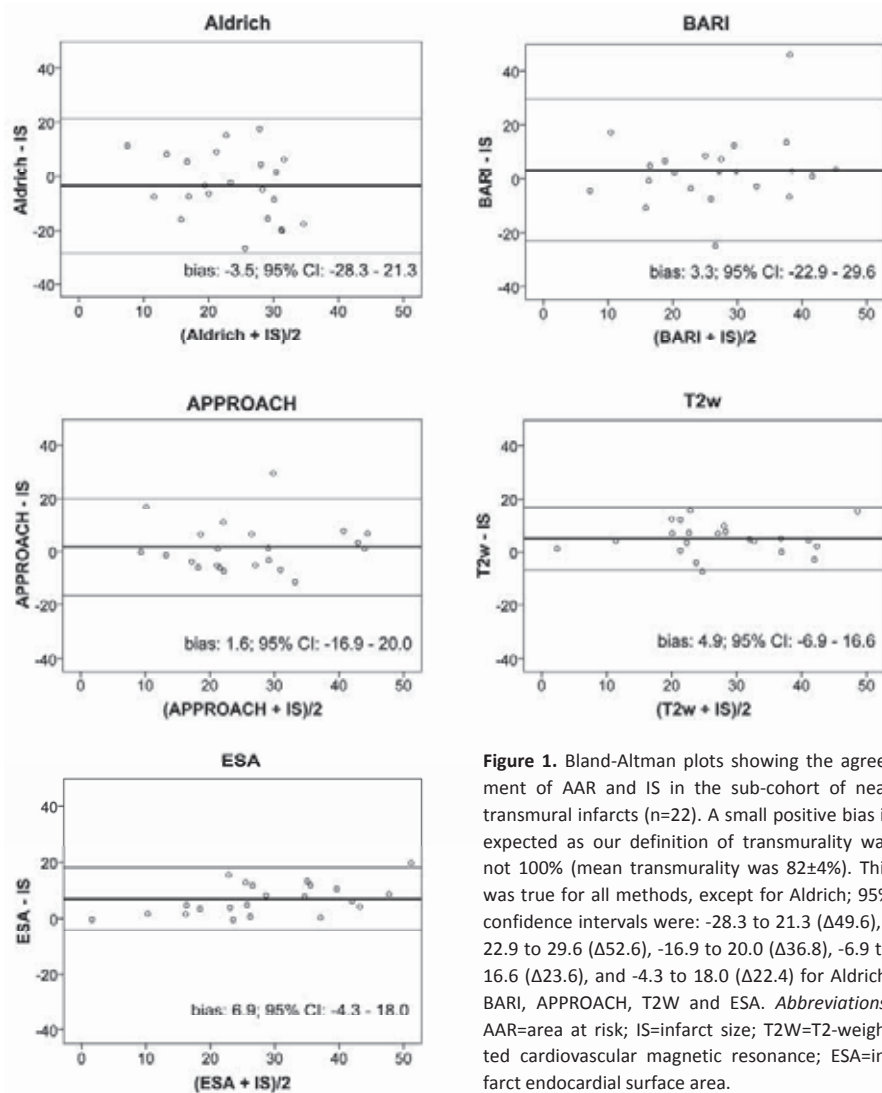 Aldrich
40
20
0
-20
-40
Aldrich - IS
bias: -3.5; 95% CI: -28.3 - 21.3
0 10 20 30 40 50
(Aldrich + IS)/2
BARI
40
20
0
-20
-40
BARI - IS
bias: 3.3; 95% CI: -22.9 - 29.6
0 10 20 30 40 50
(BARI + IS)/2
APPROACH
40
20
0
-20
-40
APPROACH - IS
bias: 1.6; 95% CI: -16.9 - 20.0
0 10 20 30 40 50
(APPROACH + IS)/2
T2w
40
20
0
-20
-40
T2w - IS
bias: 4.9; 95% CI: -6.9 - 16.6
0 10 20 30 40 50
(T2w + IS)/2
ESA
40
20
0
-20
-40
ESA - IS
bias: 6.9; 95% CI: -4.3 - 18.0
0 10 20 30 40 50
(ESA + IS)/2
Figure 1. Bland-Altman plots showing the agree
ment of AAR and IS in the sub-cohort of nea
transmural infarcts (n=22). A small positive bias i
expected as our definition of transmurality wa
not 100% (mean transmurality was 82±4%). Thi
was true for all methods, except for Aldrich; 95%
confidence intervals were: -28.3 to 21.3 (Δ49.6),
22.9 to 29.6 (Δ52.6), -16.9 to 20.0 (Δ36.8), -6.9 t
16.6 (Δ23.6), and -4.3 to 18.0 (Δ22.4) for Aldrich
BARI, APPROACH, T2W and ESA. Abbreviations
AAR=area at risk; IS=infarct size; T2W=T2-weigh
ted cardiovascular magnetic resonance; ESA=in
farct endocardial surface area.